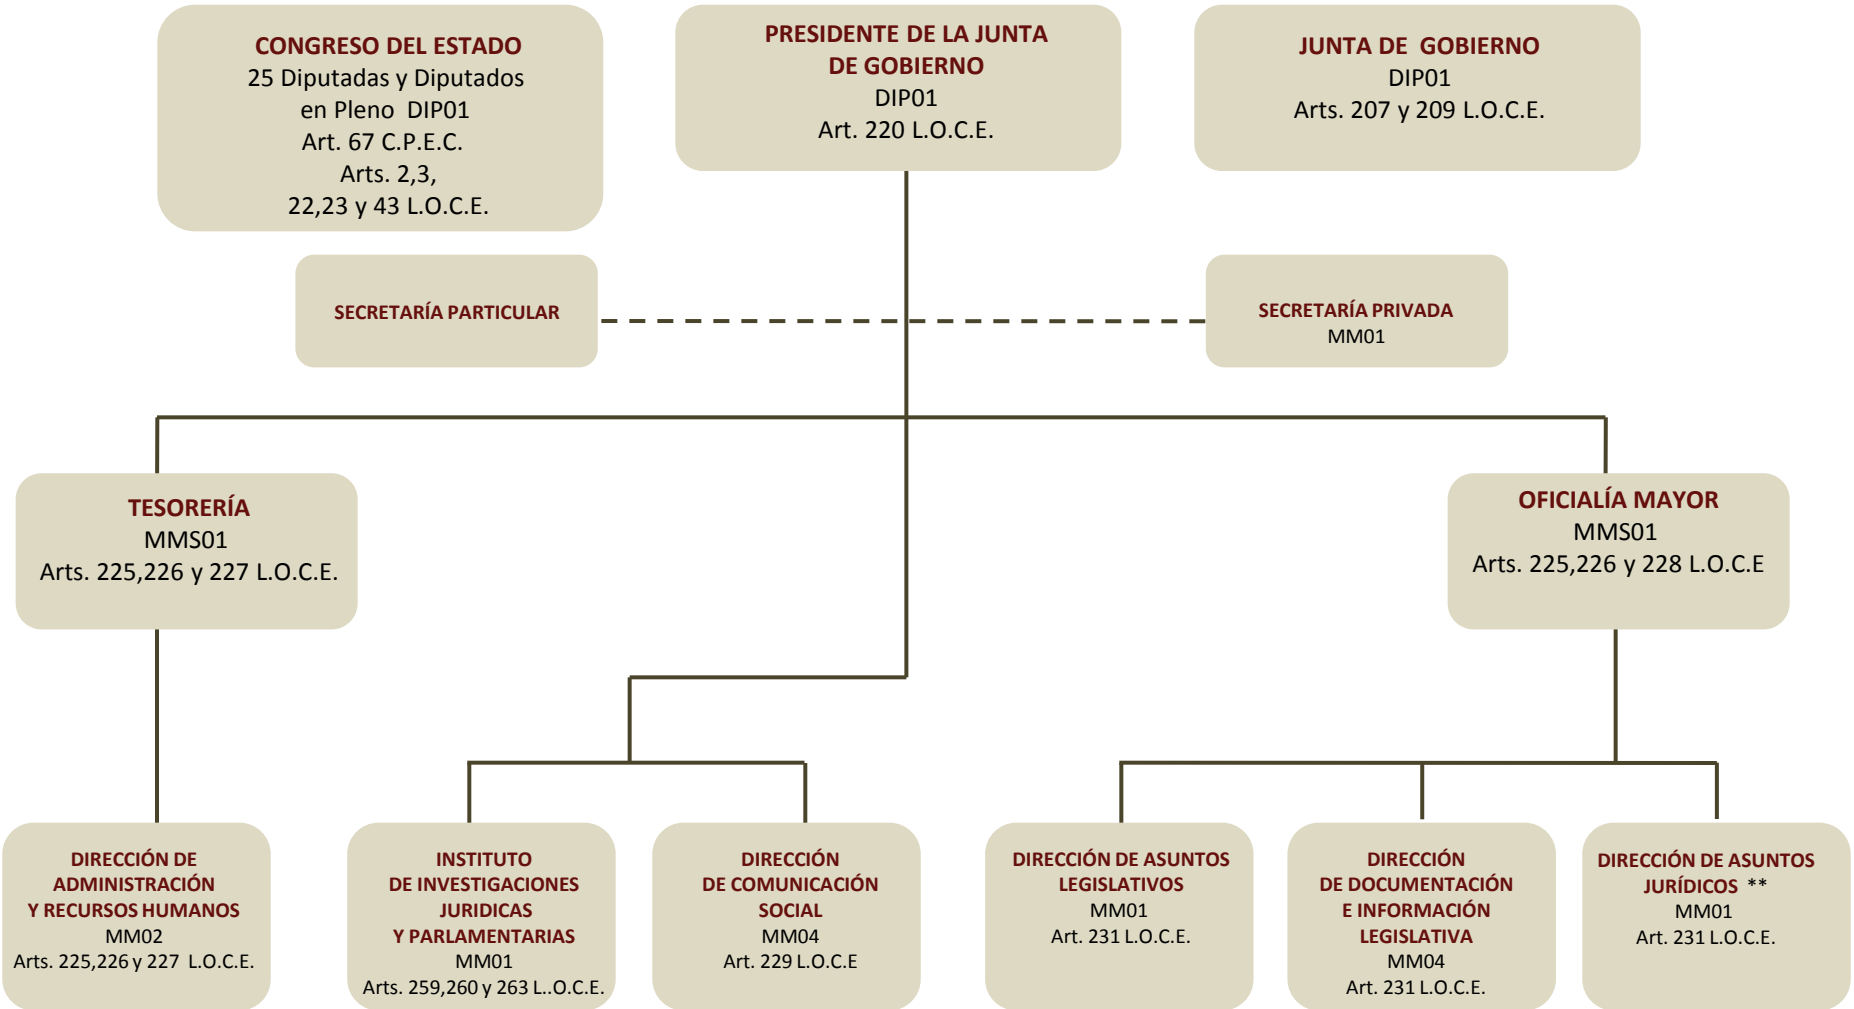 CONGRESO DEL ESTADO
25 Diputadas y Diputados
en Pleno DIP01
Art. 67 C.P.E.C.
Arts. 2,3,
22,23 y 43 L.O.C.E.
PRESIDENTE DE LA JUNTA
DE GOBIERNO
DIP01
Art. 220 L.O.C.E.
JUNTA DE GOBIERNO
DIP01
Arts. 207 y 209 L.O.C.E.
SECRETARÍA PARTICULAR
SECRETARÍA PRIVADA
MM01
TESORERÍA
MMS01
Arts. 225,226 y 227 L.O.C.E.
OFICIALÍA MAYOR
MMS01
Arts. 225,226 y 228 L.O.C.E
DIRECCIÓN DE
ADMINISTRACIÓN
Y RECURSOS HUMANOS
MM02
Arts. 225,226 y 227 L.O.C.E.
INSTITUTO
DE INVESTIGACIONES
JURIDICAS
Y PARLAMENTARIAS
MM01
Arts. 259,260 y 263 L..O.C.E.
DIRECCIÓN
DE COMUNICACIÓN
SOCIAL
MM04
Art. 229 L.O.C.E
DIRECCIÓN DE ASUNTOS
LEGISLATIVOS
MM01
Art. 231 L.O.C.E.
DIRECCIÓN
DE DOCUMENTACIÓN
E INFORMACIÓN
LEGISLATIVA
MM04
Art. 231 L.O.C.E.
DIRECCIÓN DE ASUNTOS
JURÍDICOS **
MM01
Art. 231 L.O.C.E.